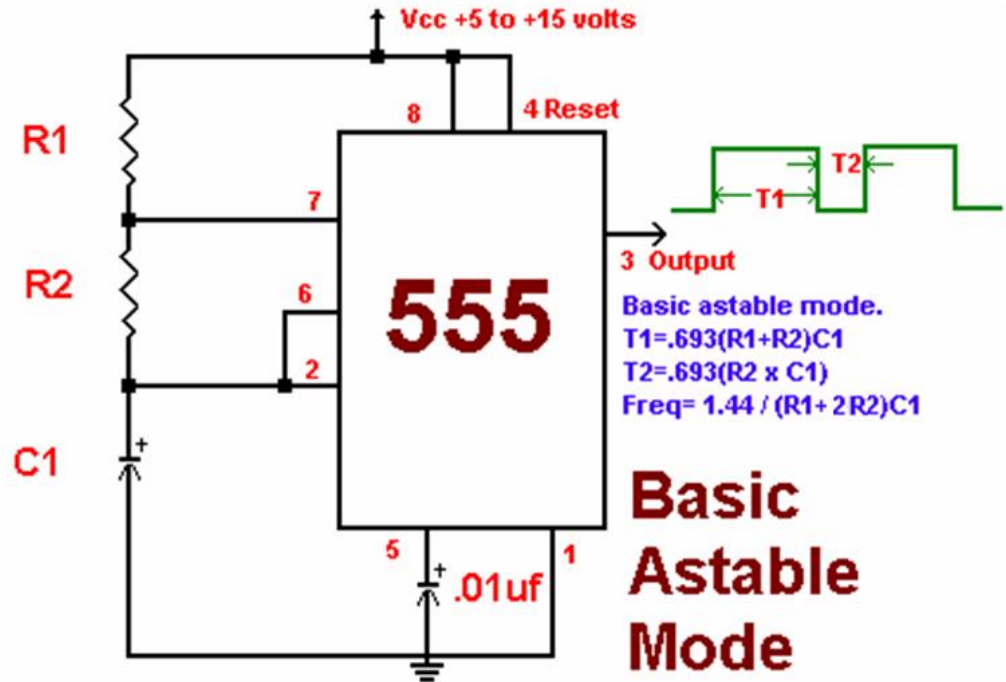 Vcc +5 to +15 volts
8
4 Reset
R1
7
T1
T2
3 Output
R2
6
555
2
Basic astable mode.
T1=.693(R1+R2)C1
T2=.693(R2 x C1)
Freq= 1.44 / (R1+ 2R2)C1
C1
+
5
+
.01uf
1
Basic
Astable
Mode